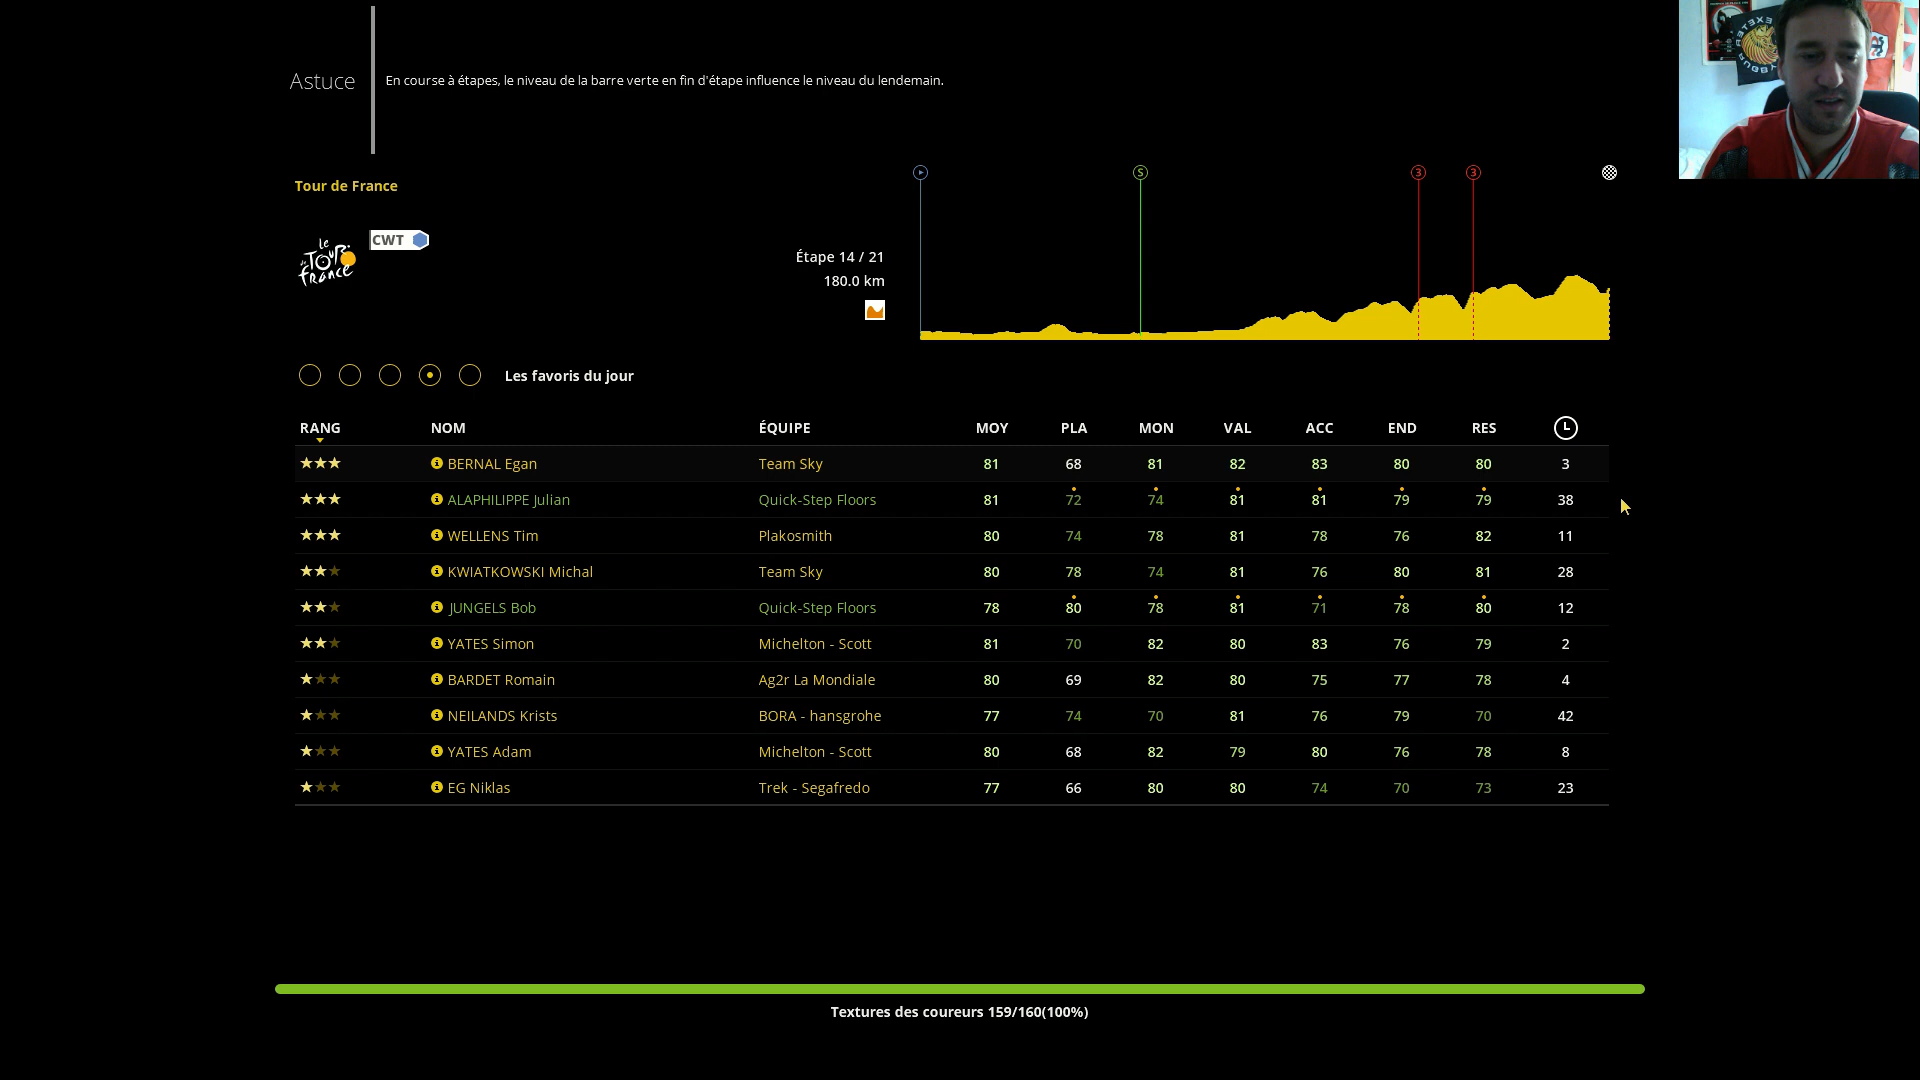 Astuce
En course à étapes, le niveau de la barre verte en fin d'étape influence le niveau du lendemain.
Tour de France
le Tour de france
CWT
Étape 14 / 21
180.0 km
S 3 3
Les favoris du jour
RANG NOM ÉQUIPE MOY PLA MON VAL ACC END RES
BERNAL Egan Team Sky 81 68 81 82 83 80 80 3
ALAPHILIPPE Julian Quick-Step Floors 81 72 74 81 81 79 79 38
WELLENS Tim Plakosmith 80 74 78 81 78 76 82 11
KWIATKOWSKI Michal Team Sky 80 78 74 81 76 80 81 28
JUNGELS Bob Quick-Step Floors 78 80 78 81 71 78 80 12
YATES Simon Michelton - Scott 81 70 82 80 83 76 79 2
BARDET Romain Ag2r La Mondiale 80 69 82 80 75 77 78 4
NEILANDS Krists BORA - hansgrohe 77 74 70 81 76 79 70 42
YATES Adam Michelton - Scott 80 68 82 79 80 76 78 8
EG Niklas Trek - Segafredo 77 66 80 80 74 70 73 23
Textures des coureurs 159/160(100%)